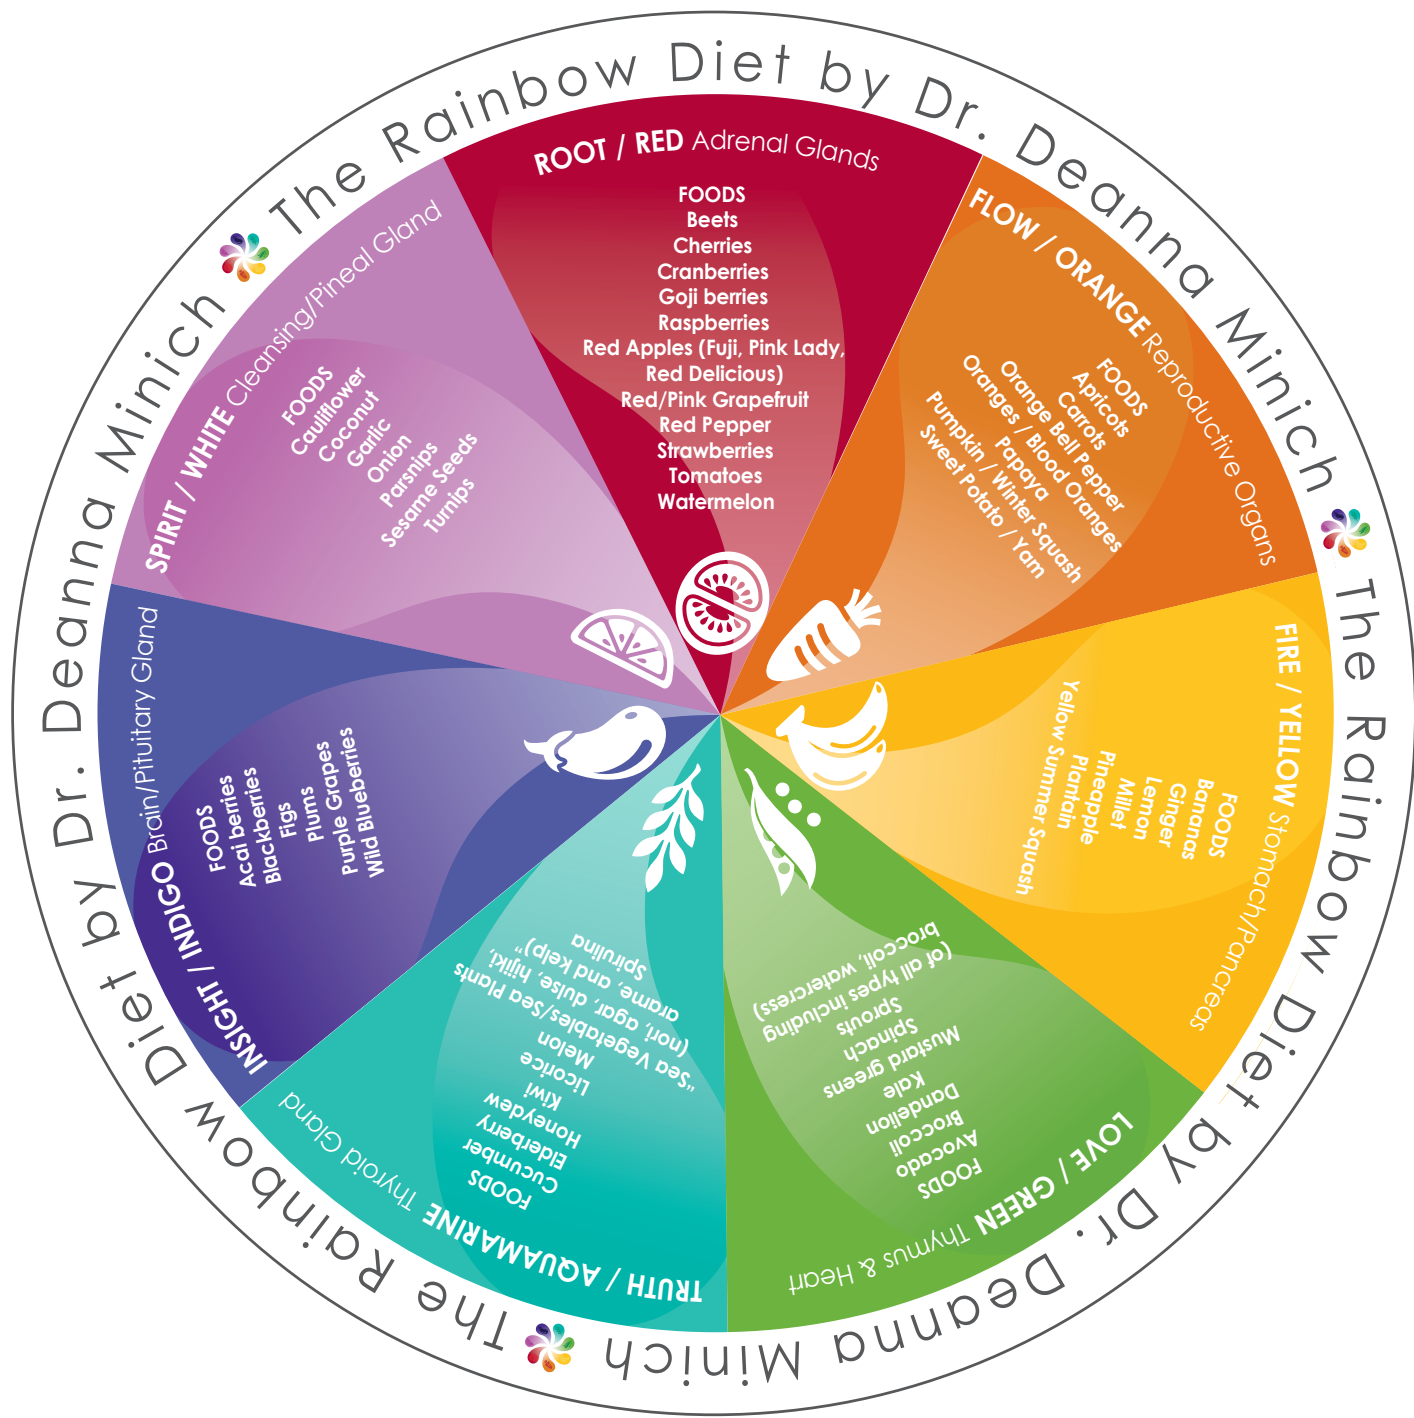 The Rainbow Diet by Dr. Deanna Minich
The Rainbow Diet by Dr. Deanna Minich
The Rainbow Diet by Dr. Deanna Minich
ROOT / RED Adrenal Glands
FOODS
Beets
Cherries
Cranberries
Goji berries
Raspberries
Red Apples (Fuji, Pink Lady,
Red Delicious)
Red/Pink Grapefruit
Red Pepper
Strawberries
Tomatoes
Watermelon
FLOW / ORANGE Reproductive Organs
FOODS
Apricots
Carrots
Orange Bell Pepper
Oranges / Blood Oranges
Papaya
Pumpkin / Winter Squash
Sweet Potato / Yam
FIRE / YELLOW Stomach/Pancreas
FOODS
Bananas
Ginger
Lemon
Millet
Pineapple
Plantain
Yellow Summer Squash
LOVE / GREEN Thymus & Heart
FOODS
Avocado
Broccoli
Dandelion
Kale
Mustard greens
Spinach
Sprouts
(of all types including
broccoli, watercress)
TRUTH / AQUAMARINE Thyroid Gland
FOODS
Cucumber
Elderberry
Honeydew
Kiwi
Licorice
Melon
“Sea Vegetables/Sea Plants
(nori, agar, dulse, hijiki,
arame, and kelp)”
Spirulina
INSIGHT / INDIGO Brain/Pituitary Gland
FOODS
Acai berries
Blackberries
Figs
Plums
Purple Grapes
Wild Blueberries
SPIRIT / WHITE Cleansing/Pineal Gland
FOODS
Cauliflower
Coconut
Garlic
Onion
Parsnips
Sesame Seeds
Turnips